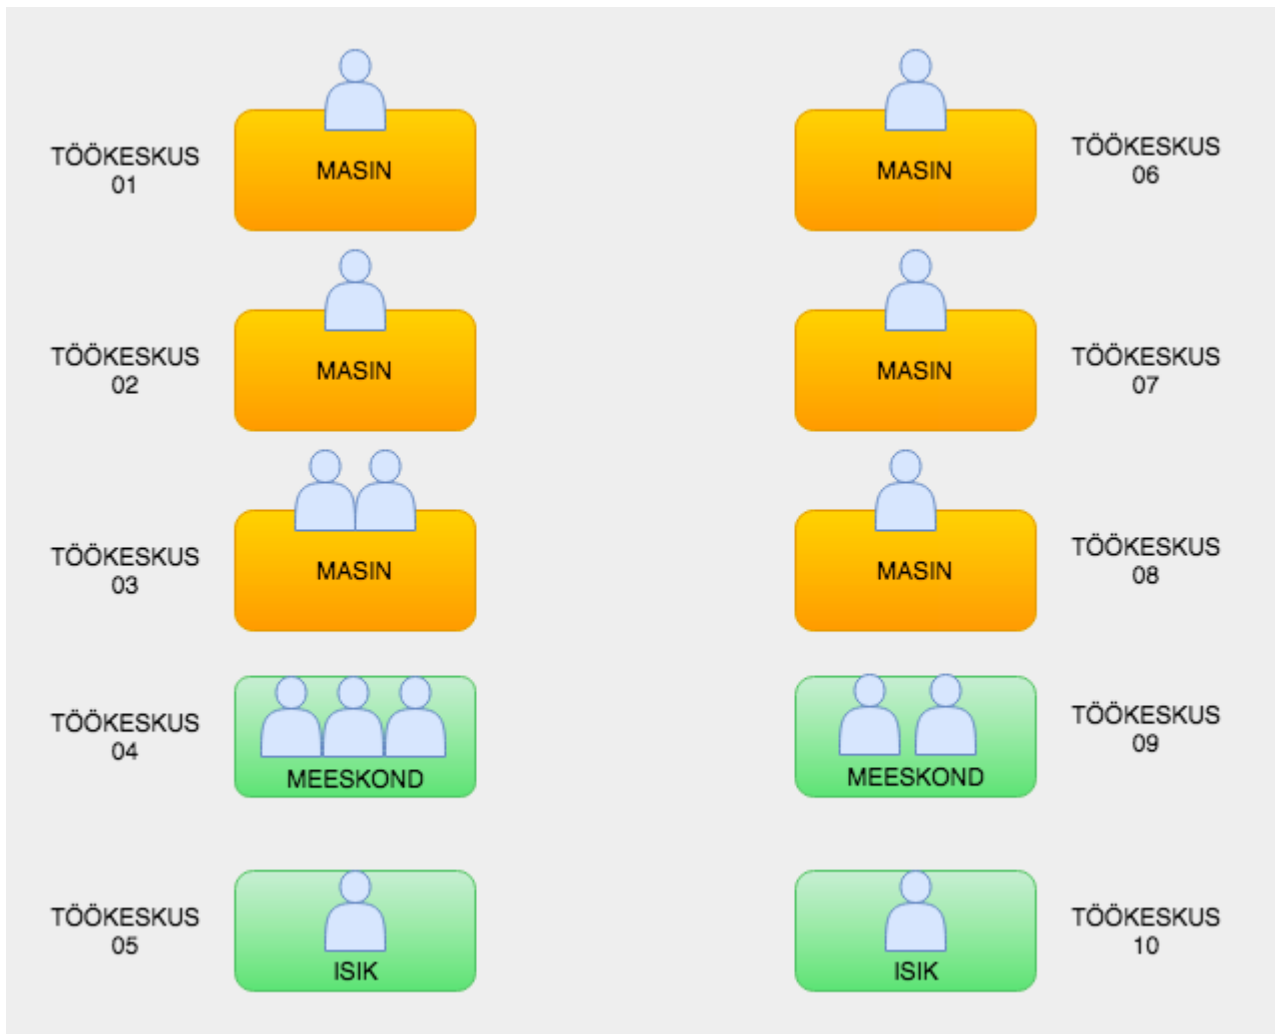 TÖÖKESKUS
01
MASIN
MASIN
TÖÖKESKUS
06
TÖÖKESKUS
02
MASIN
MASIN
TÖÖKESKUS
07
TÖÖKESKUS
03
MASIN
MASIN
TÖÖKESKUS
08
TÖÖKESKUS
04
MEESKOND
MEESKOND
TÖÖKESKUS
09
TÖÖKESKUS
05
ISIK
ISIK
TÖÖKESKUS
10